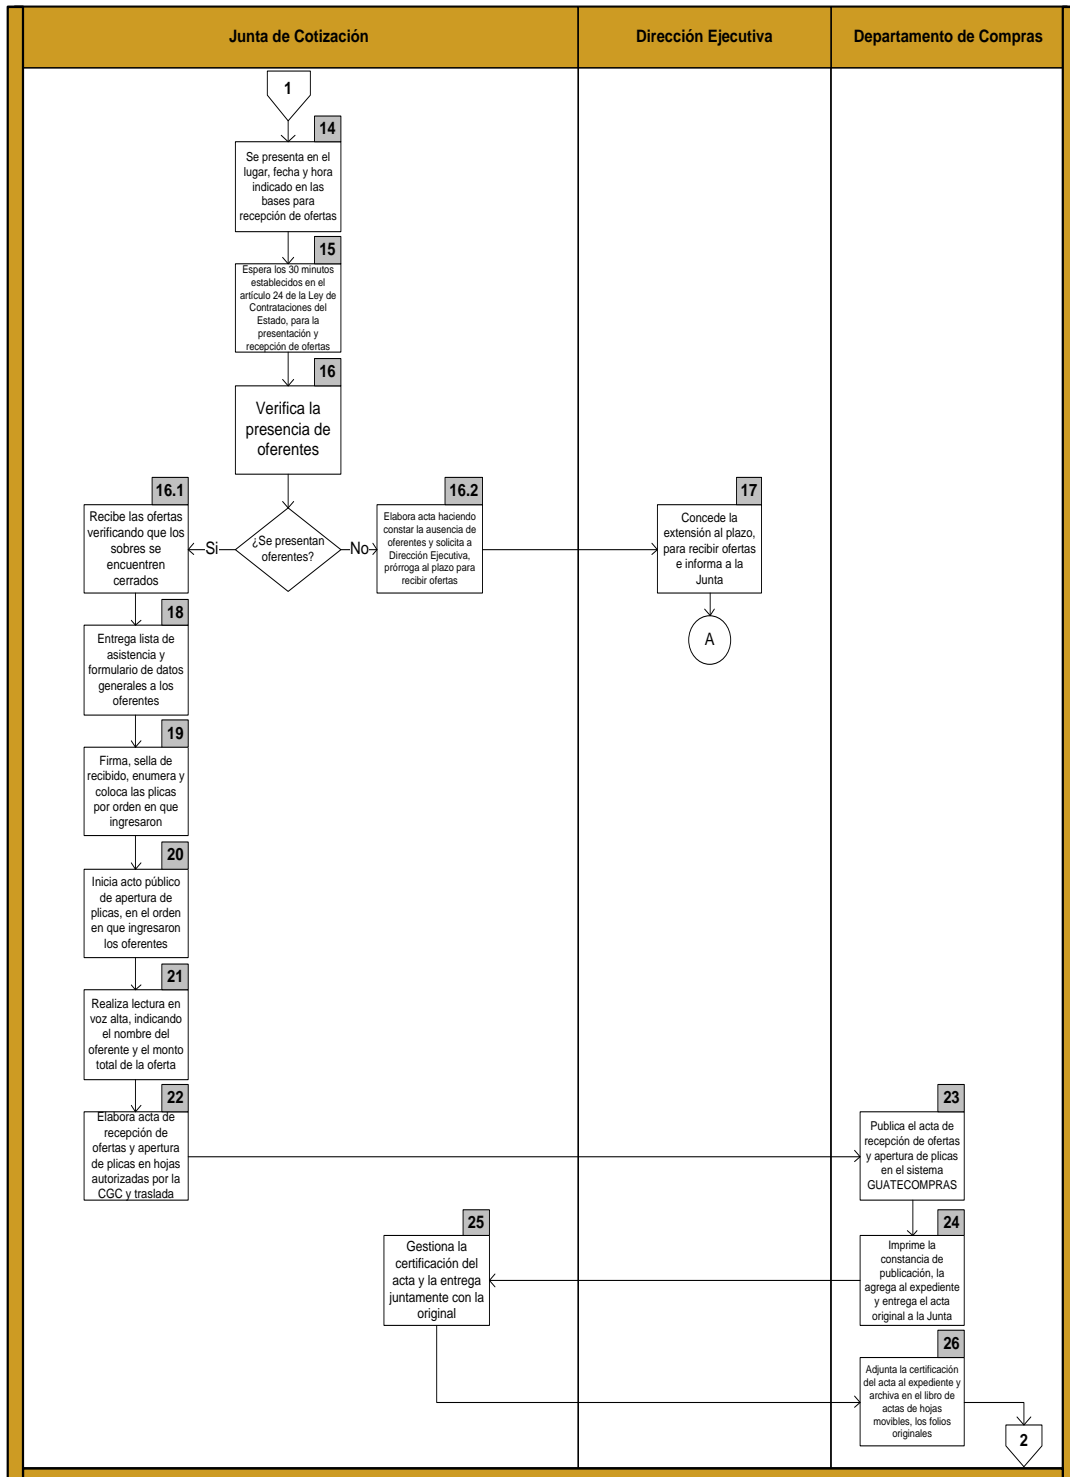 Junta de Cotización
Dirección Ejecutiva
Departamento de Compras
1
14
Se presenta en el
lugar, fecha y hora
indicado en las
bases para
recepción de ofertas
15
Espera los 30 minutos
establecidos en el
artículo 24 de la Ley de
Contrataciones del
Estado, para la
presentación y
recepción de ofertas
16
Verifica la
presencia de
oferentes
¿Se presentan
oferentes?
Si
No
16.1
Recibe las ofertas
verificando que los
sobres se
encuentren
cerrados
16.2
Elabora acta haciendo
constar la ausencia de
oferentes y solicita a
Dirección Ejecutiva,
prórroga al plazo para
recibir ofertas
17
Concede la
extensión al plazo,
para recibir ofertas
e informa a la
Junta
A
18
Entrega lista de
asistencia y
formulario de datos
generales a los
oferentes
19
Firma, sella de
recibido, enumera y
coloca las plicas
por orden en que
ingresaron
20
Inicia acto público
de apertura de
plicas, en el orden
en que ingresaron
los oferentes
21
Realiza lectura en
voz alta, indicando
el nombre del
oferente y el monto
total de la oferta
22
Elabora acta de
recepción de
ofertas y apertura
de plicas en hojas
autorizadas por la
CGC y traslada
23
Publica el acta de
recepción de ofertas
y apertura de plicas
en el sistema
GUATECOMPRAS
24
Imprime la
constancia de
publicación, la
agrega al expediente
y entrega el acta
original a la Junta
25
Gestiona la
certificación del
acta y la entrega
juntamente con la
original
26
Adjunta la certificación
del acta al expediente y
archiva en el libro de
actas de hojas
movibles, los folios
originales
2